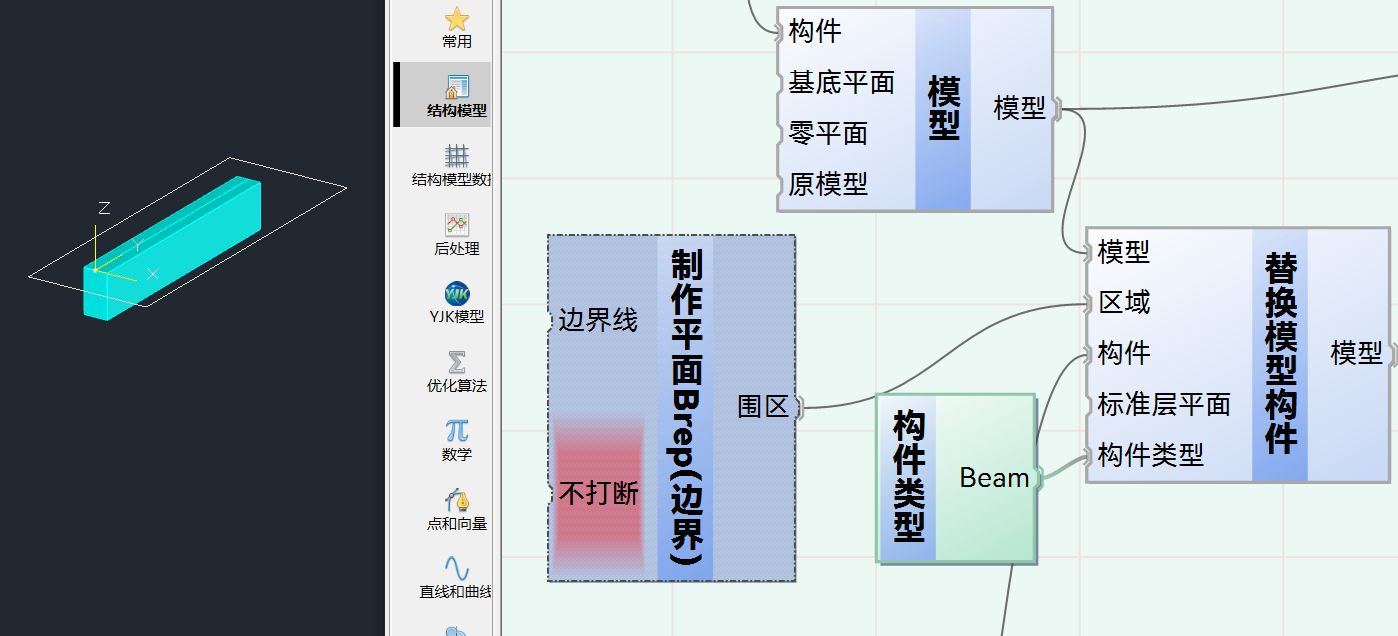 Z
Y
X
常用
结构模型
结构模型数据
后处理
YJK
YJK模型
优化算法
π
数学
点和向量
直线和曲线
构件
基底平面
零平面
原模型
模型
模型
边界线
不打断
制作平面Brep(边界)
围区
构件类型
Beam
模型
区域
构件
标准层平面
构件类型
替换模型构件
模型